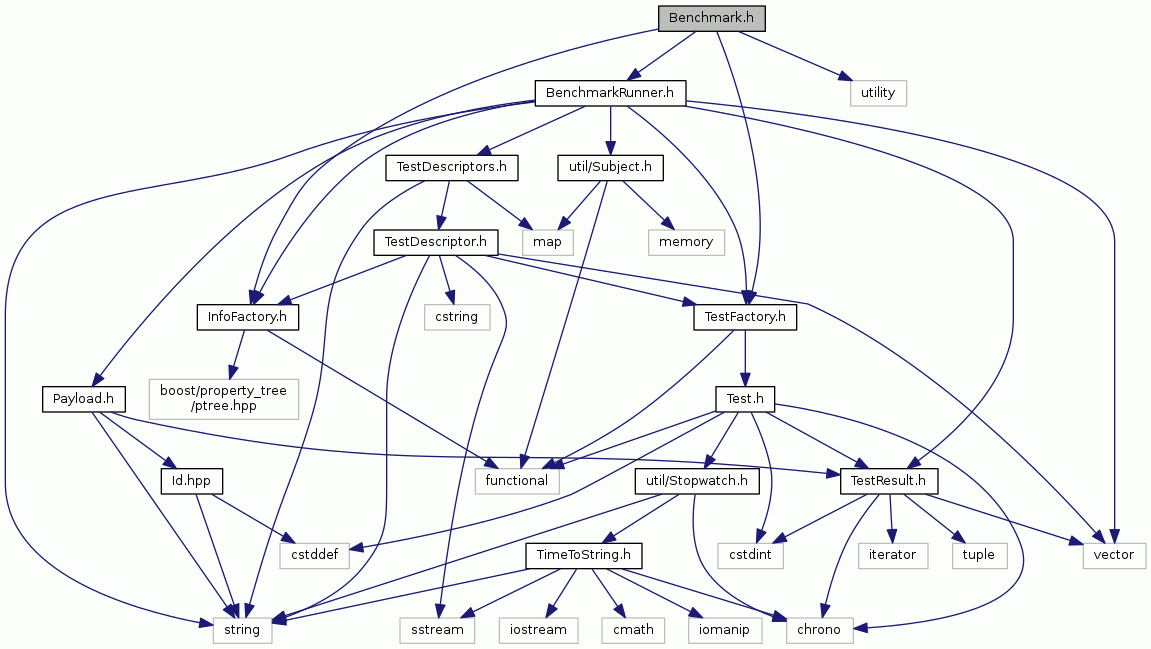 Benchmark.h
BenchmarkRunner.h
utility
TestDescriptors.h
util/Subject.h
TestDescriptor.h
map
memory
InfoFactory.h
cstring
TestFactory.h
Payload.h
boost/property_tree
/ptree.hpp
Test.h
Id.hpp
functional
util/Stopwatch.h
TestResult.h
cstddef
TimeToString.h
cstdint
iterator
tuple
vector
string
sstream
iostream
cmath
iomanip
chrono